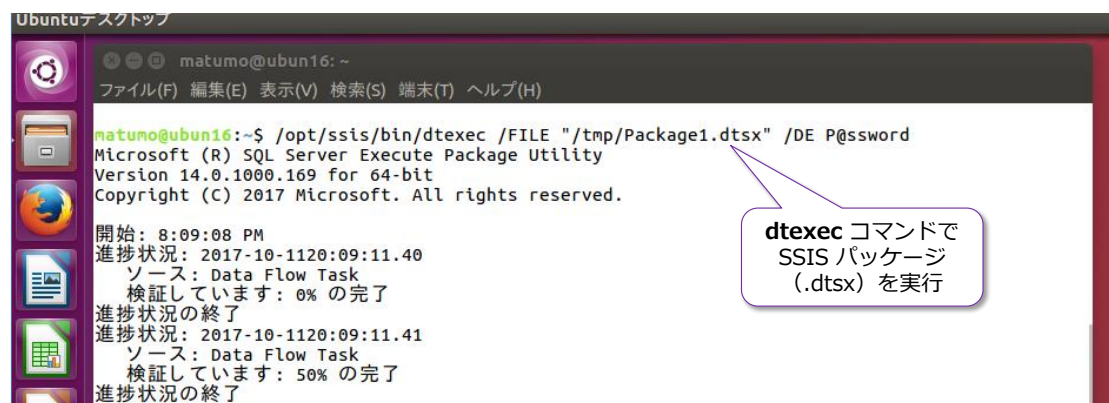 Ubuntuデスクトップ
matumo@ubun16: ~
ファイル(F) 編集(E) 表示(V) 検索(S) 端末(T) ヘルプ(H)
matumo@ubun16:~$ /opt/ssis/bin/dtexec /FILE "/tmp/Package1.dtsx" /DE P@ssword
Microsoft (R) SQL Server Execute Package Utility
Version 14.0.1000.169 for 64-bit
Copyright (C) 2017 Microsoft. All rights reserved.
開始: 8:09:08 PM
進捗状況: 2017-10-1120:09:11.40
ソース: Data Flow Task
検証しています: 0% の完了
進捗状況の終了
進捗状況: 2017-10-1120:09:11.41
ソース: Data Flow Task
検証しています: 50% の完了
進捗状況の終了
dtexec コマンドで
SSIS パッケージ
（.dtsx）を実行